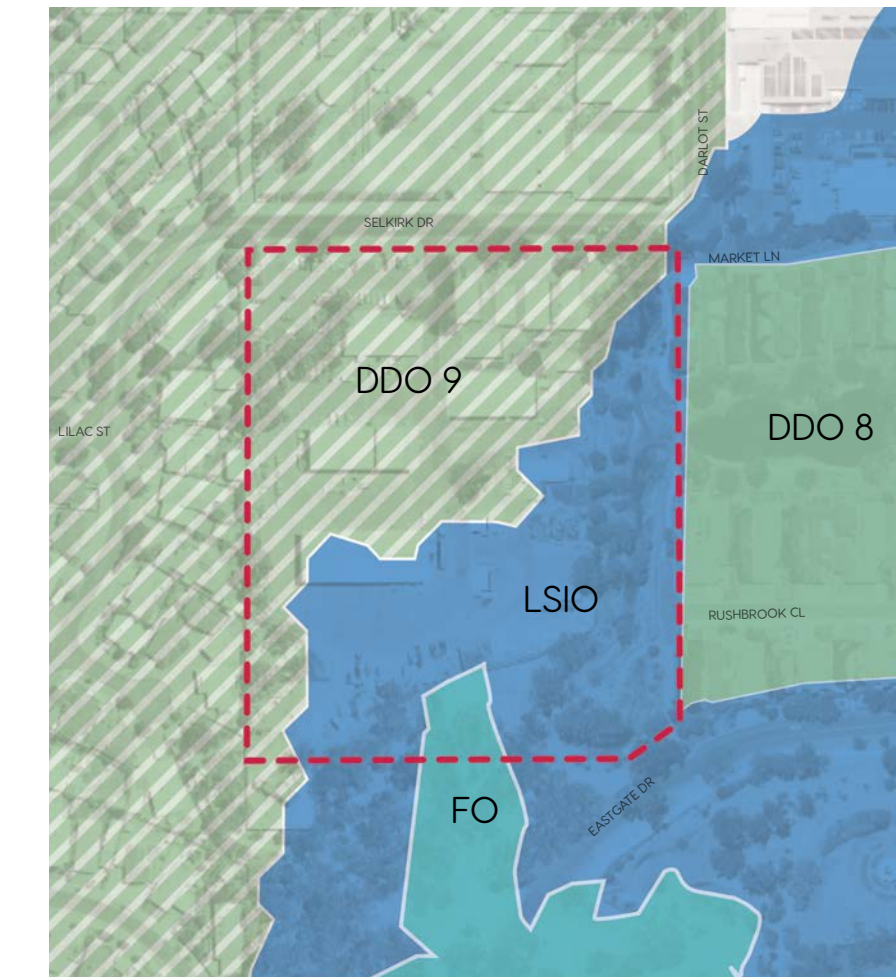 DARLOT ST
SELKIRK DR
MARKET LN
DDO 9
DDO 8
LILAC ST
LSIO
RUSHBROOK CL
FO
EASTGATE DR